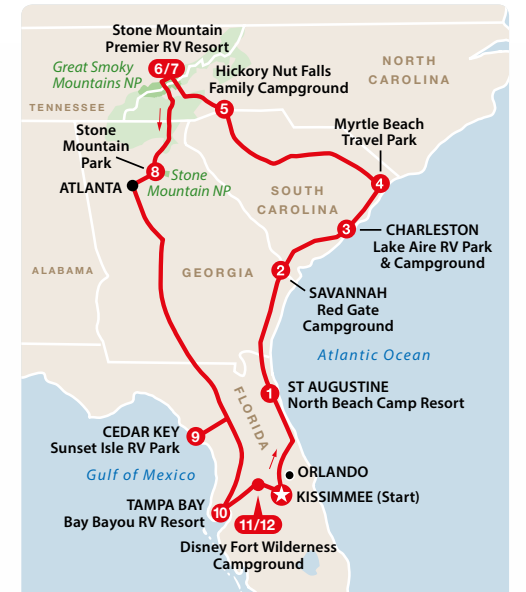 Stone Mountain
Premier RV Resort
Great Smoky
Mountains NP
6/7
NORTH
CAROLINA
Hickory Nut Falls
Family Campground
TENNESSEE
5
Myrtle Beach
Travel Park
Stone
Mountain
Park
8
Stone
Mountain NP
ATLANTA
4
SOUTH
CAROLINA
3
CHARLESTON
Lake Aire RV Park
& Campground
ALABAMA
GEORGIA
2
SAVANNAH
Red Gate
Campground
Atlantic Ocean
1
ST AUGUSTINE
North Beach Camp Resort
FLORIDA
CEDAR KEY
Sunset Isle RV Park
9
Gulf of Mexico
ORLANDO
KISSIMMEE (Start)
TAMPA BAY
Bay Bayou RV Resort
10
11/12
Disney Fort Wilderness
Campground